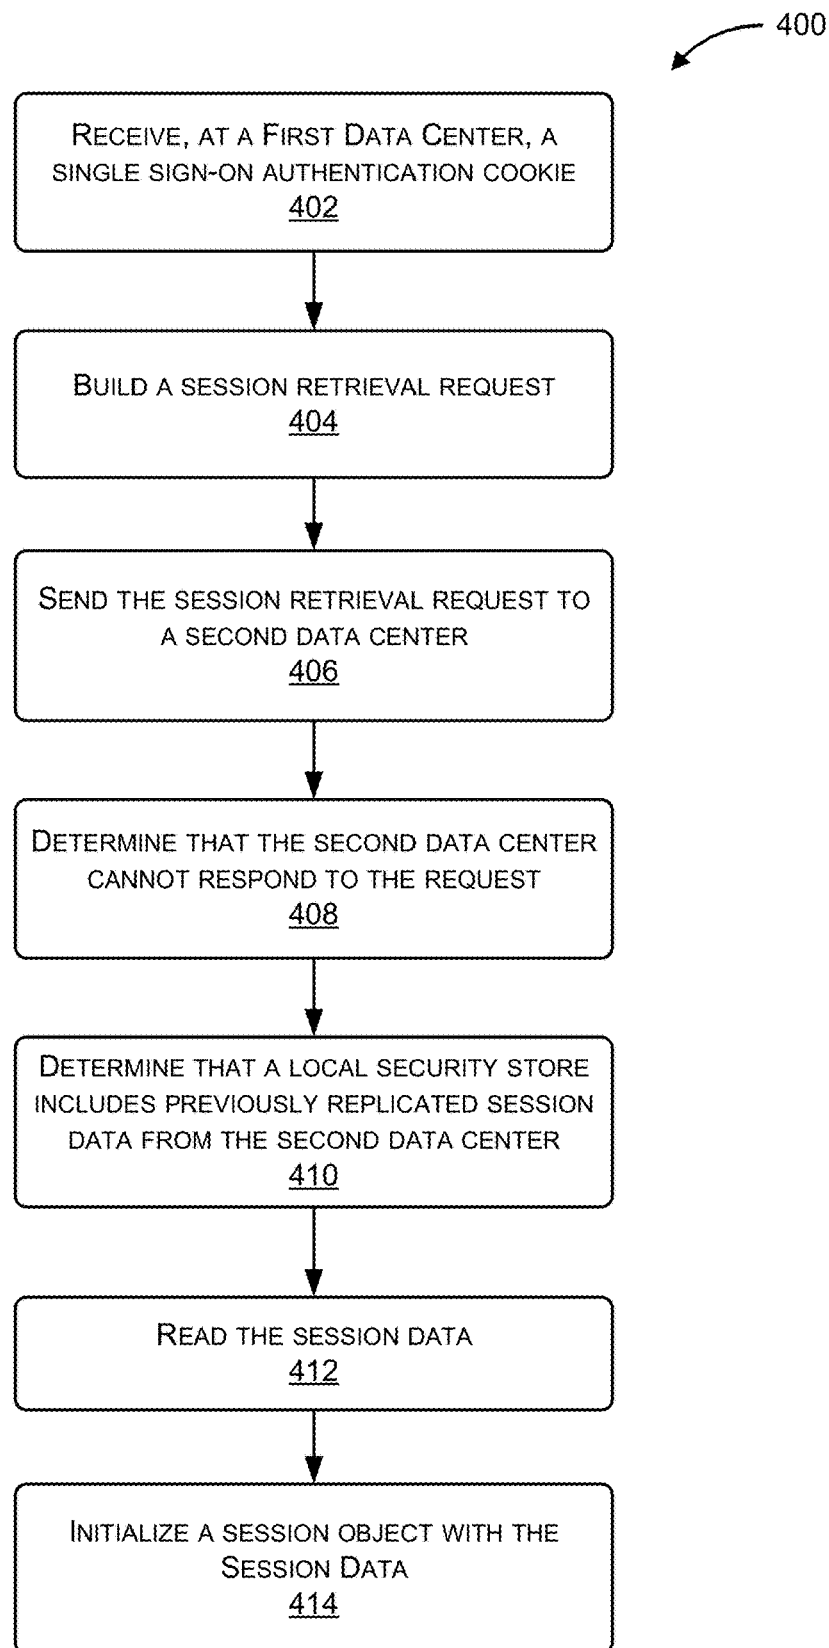 400
RECEIVE, AT A FIRST DATA CENTER, A
SINGLE SIGN-ON AUTHENTICATION COOKIE
402
BUILD A SESSION RETRIEVAL REQUEST
404
SEND THE SESSION RETRIEVAL REQUEST TO
A SECOND DATA CENTER
406
DETERMINE THAT THE SECOND DATA CENTER
CANNOT RESPOND TO THE REQUEST
408
DETERMINE THAT A LOCAL SECURITY STORE
INCLUDES PREVIOUSLY REPLICATED SESSION
DATA FROM THE SECOND DATA CENTER
410
READ THE SESSION DATA
412
INITIALIZE A SESSION OBJECT WITH THE
SESSION DATA
414